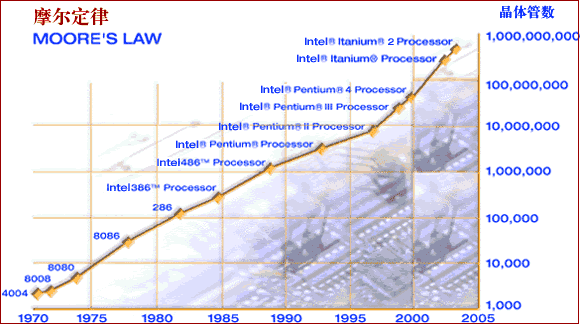 摩尔定律
晶体管数
MOORE'S LAW
Intel® Itanium® 2 Processor
1,000,000,000
Intel® Itanium® Processor
Intel® Pentium® 4 Processor
100,000,000
Intel® Pentium® III Processor
Intel® Pentium® II Processor
10,000,000
Intel® Pentium® Processor
Intel486™ Processor
1,000,000
Intel386™ Processor
286
100,000
8086
8080
10,000
8008
4004
1,000
1970 1975 1980 1985 1990 1995 2000 2005